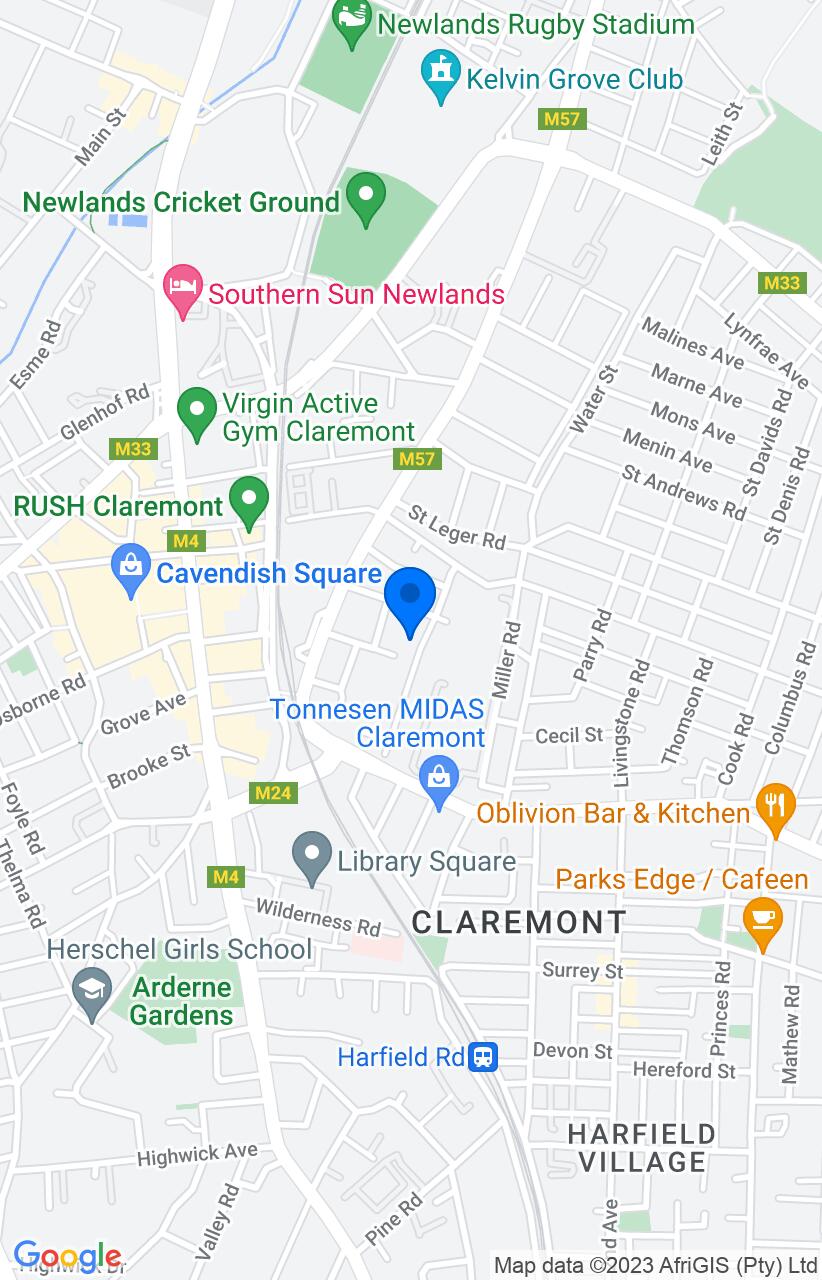 Newlands Rugby Stadium
Kelvin Grove Club
M57
Main St
Leith St
Newlands Cricket Ground
M33
Southern Sun Newlands
Lynfrae Ave
Malines Ave
Esme Rd
Marne Ave
Water St
Glenhof Rd
Virgin Active
Gym Claremont
Mons Ave
St Davids Rd
M33
Menin Ave
M57
St Andrews Rd
St Denis Rd
RUSH Claremont
St Leger Rd
M4
Cavendish Square
Miller Rd
Parry Rd
Livingstone Rd
Thomson Rd
Columbus Rd
Osborne Rd
Grove Ave
Tonnesen MIDAS
Claremont
Cecil St
Cook Rd
Brooke St
M24
Foyle Rd
Oblivion Bar & Kitchen
Library Square
M4
Thelma Rd
Parks Edge / Cafeen
Wilderness Rd
CLAREMONT
Herschel Girls School
Arderne
Gardens
Surrey St
Princes Rd
Mathew Rd
Harfield Rd
Devon St
Hereford St
HARFIELD
VILLAGE
Highwick Ave
Valley Rd
Pine Rd
nd Ave
Google
Highwick Dr
Map data ©2023 AfriGIS (Pty) Ltd